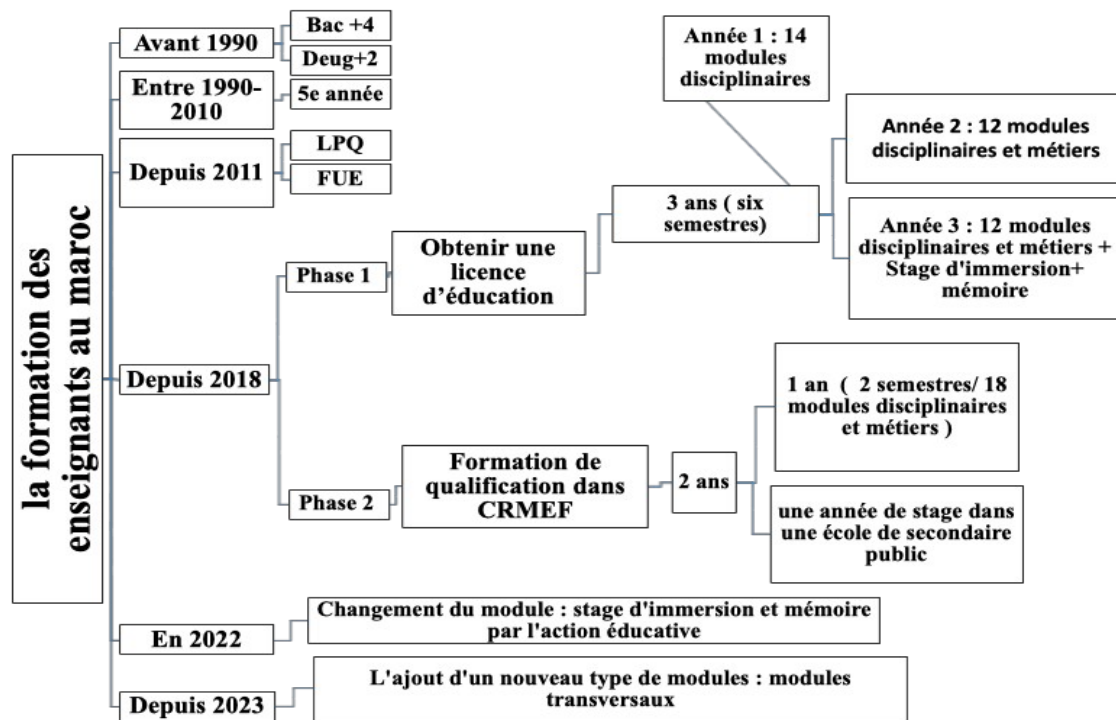 la formation des
enseignants au maroc
Avant 1990
Bac +4
Deug+2
Entre 1990-
2010
5e année
Depuis 2011
LPQ
FUE
Depuis 2018
Phase 1
Obtenir une
licence
d’éducation
3 ans ( six
semestres)
Année 1 : 14
modules
disciplinaires
Année 2 : 12 modules
disciplinaires et métiers
Année 3 : 12 modules
disciplinaires et métiers +
Stage d'immersion+
mémoire
Phase 2
Formation de
qualification dans
CRMEF
2 ans
1 an ( 2 semestres/ 18
modules disciplinaires
et métiers )
une année de stage dans
une école de secondaire
public
En 2022
Changement du module : stage d'immersion et mémoire
par l'action éducative
Depuis 2023
L'ajout d'un nouveau type de modules : modules
transversaux